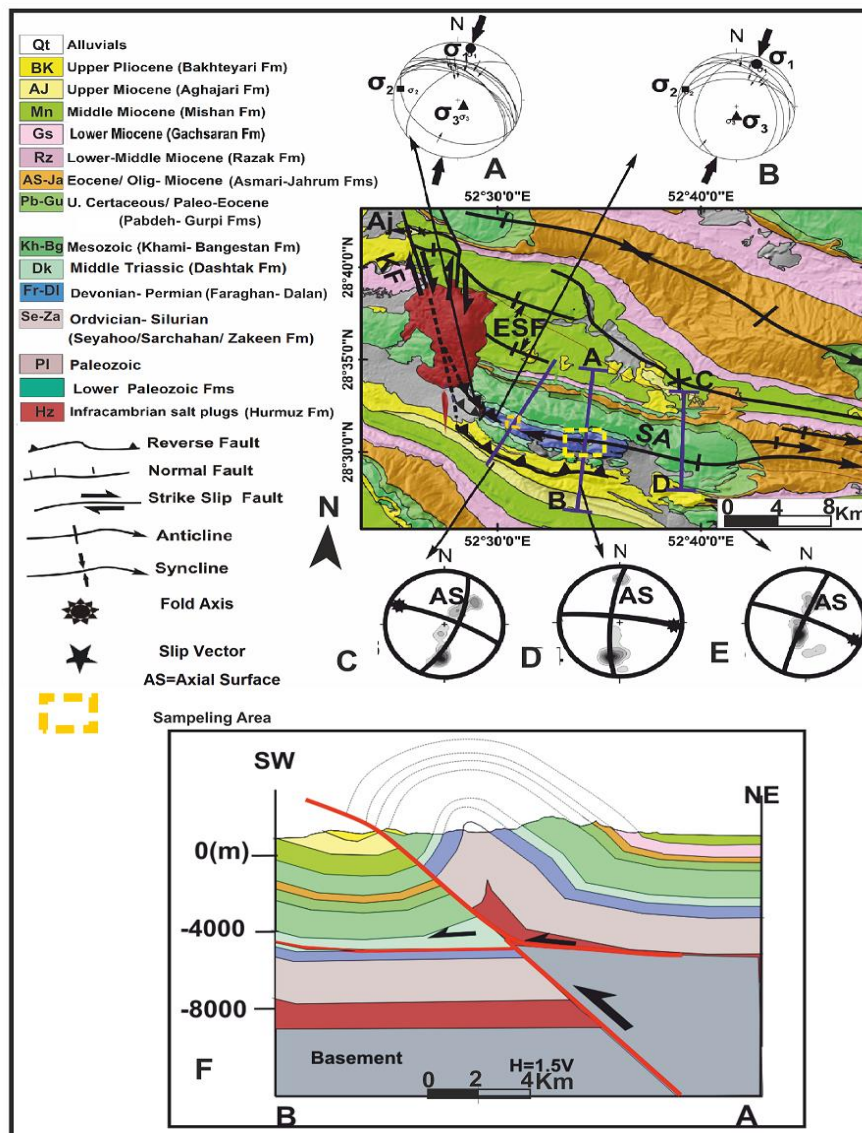 Qt Alluvials
BK Upper Pliocene (Bakhteyari Fm)
AJ Upper Miocene (Aghajari Fm)
Mn Middle Miocene (Mishan Fm)
Gs Lower Miocene (Gachsaran Fm)
Rz Lower-Middle Miocene (Razak Fm)
AS-Ja Eocene/ Olig- Miocene (Asmari-Jahrum Fms)
Pb-Gu U. Certaceous/ Paleo-Eocene
(Pabdeh- Gurpi Fms)
Kh-Bg Mesozoic (Khami- Bangestan Fm)
Dk Middle Triassic (Dashtak Fm)
Fr-Dl Devonian- Permian (Faraghan- Dalan)
Se-Za Ordvician- Silurian
(Seyahoo/Sarchahan/ Zakeen Fm)
Pl Paleozoic
Lower Paleozoic Fms
Hz Infracambrian salt plugs (Hurmuz Fm)
Reverse Fault
Normal Fault
Strike Slip Fault
Anticline
Syncline
Fold Axis
Slip Vector
AS=Axial Surface
Sampeling Area
N
σ1
σ2 σ2
σ3 σ3
A
N
σ1
σ2 σ2
σ3 σ3
B
52°30'0"E 52°40'0"E
28°40'0"N
28°35'0"N
28°30'0"N
Aj
KF
ESF
A
C
SA
D
B
0 4 8
Km
N
52°30'0"E 52°40'0"E
N
AS
C
N
AS
D
N
AS
E
SW
NE
0(m)
-4000
-8000
Basement
H=1.5V
0 2 4 Km
F
B
A